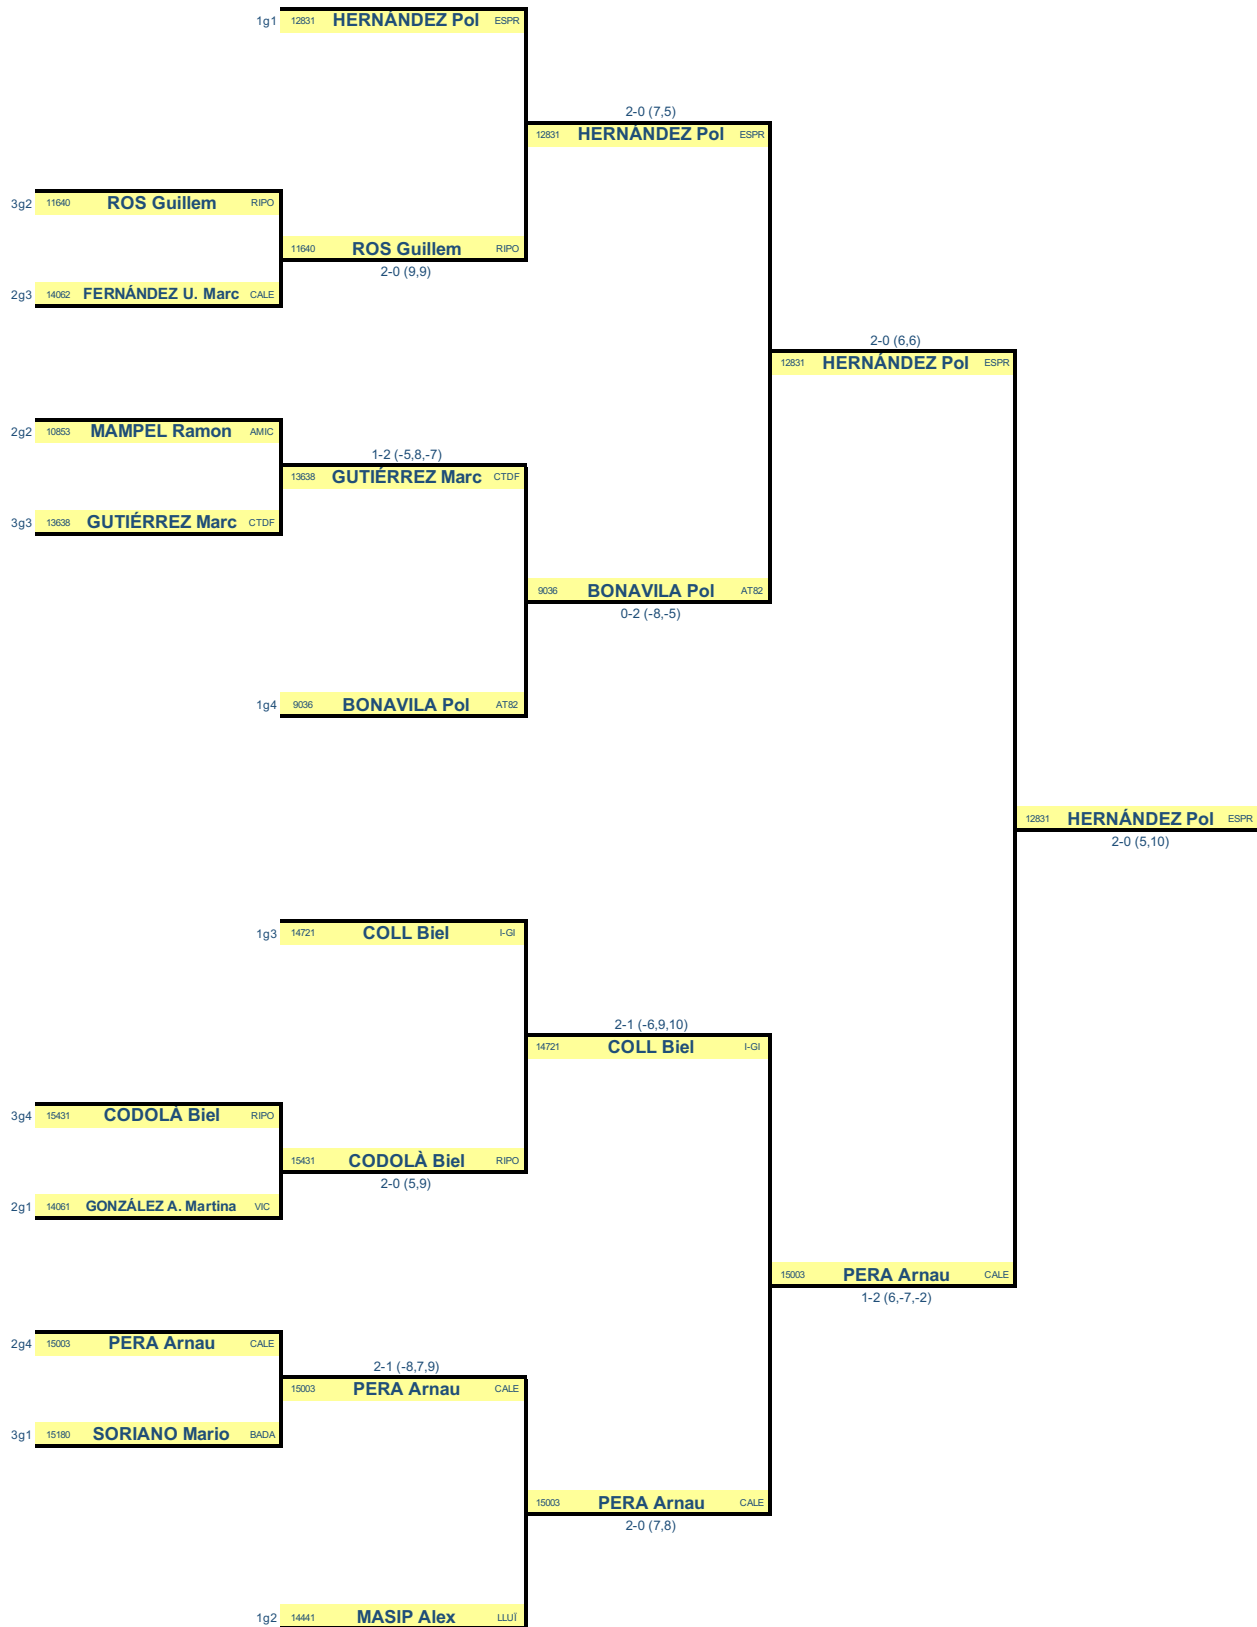 1g1 12831 HERNÁNDEZ Pol ESPR
2-0 (7,5)
12831 HERNÁNDEZ Pol ESPR
3g2 11640 ROS Guillem RIPO
11640 ROS Guillem RIPO
2-0 (9,9)
2g3 14062 FERNÁNDEZ U. Marc CALE
2-0 (6,6)
12831 HERNÁNDEZ Pol ESPR
2g2 10853 MAMPEL Ramon AMIC
1-2 (-5,8,-7)
13638 GUTIÉRREZ Marc CTDF
3g3 13638 GUTIÉRREZ Marc CTDF
9036 BONAVILA Pol AT82
0-2 (-8,-5)
1g4 9036 BONAVILA Pol AT82
12831 HERNÁNDEZ Pol ESPR
2-0 (5,10)
1g3 14721 COLL Biel I-GI
2-1 (-6,9,10)
14721 COLL Biel I-GI
3g4 15431 CODOLÀ Biel RIPO
15431 CODOLÀ Biel RIPO
2-0 (5,9)
2g1 14061 GONZÁLEZ A. Martina VIC
15003 PERA Arnau CALE
1-2 (6,-7,-2)
2g4 15003 PERA Arnau CALE
2-1 (-8,7,9)
15003 PERA Arnau CALE
3g1 15180 SORIANO Mario BADA
15003 PERA Arnau CALE
2-0 (7,8)
1g2 14441 MASIP Alex LLUÏ